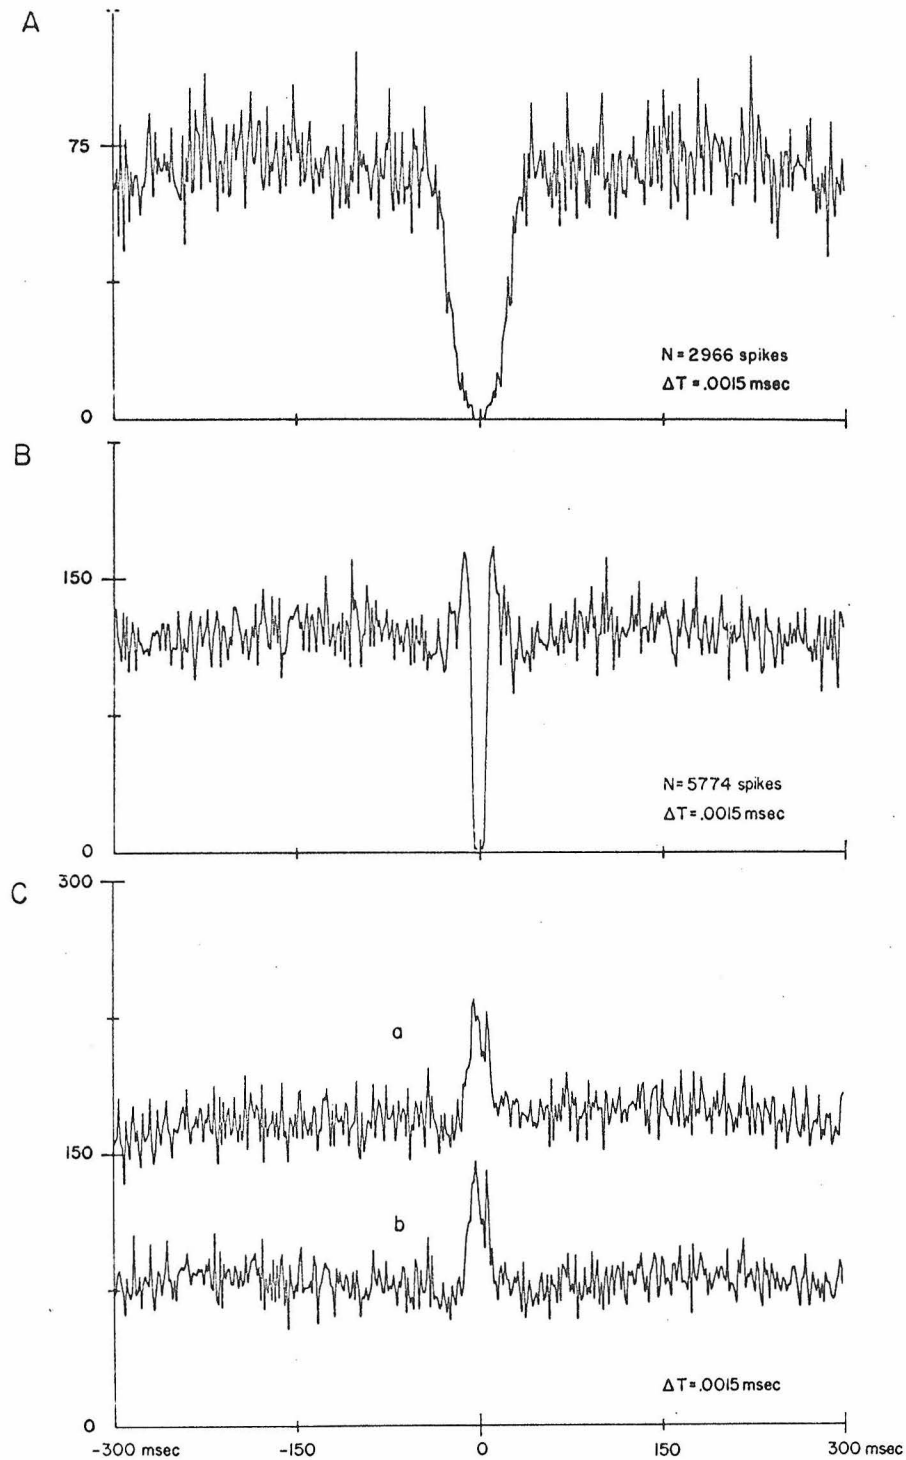 A
75
N = 2966 spikes
ΔT = .0015 msec
0
B
150
N = 5774 spikes
ΔT = .0015 msec
0
300
C
a
150
b
ΔT = .0015 msec
0
-300 msec -150 0 150 300 msec